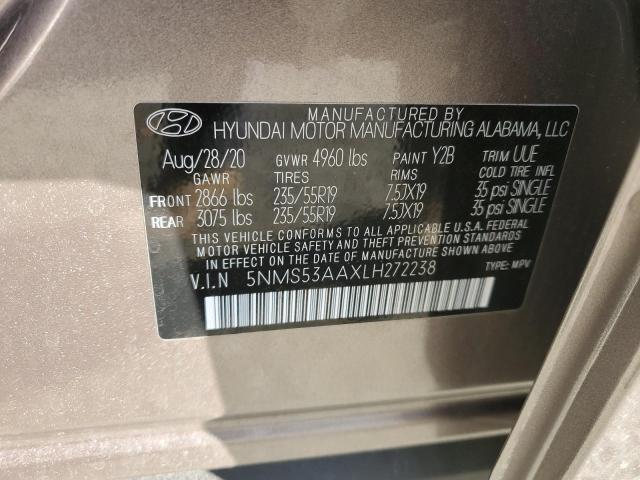 MANUFACTURED BY
HYUNDAI MOTOR MANUFACTURING ALABAMA, LLC
Aug/28/20 GVWR 4960 lbs PAINT Y2B TRIM UUE
GAWR TIRES RIMS COLD TIRE INFL
FRONT 2866 lbs 235/55R19 7.5JX19 35 psi SINGLE
REAR 3075 lbs 235/55R19 7.5JX19 35 psi SINGLE
THIS VEHICLE CONFORMS TO ALL APPLICABLE U.S.A. FEDERAL
MOTOR VEHICLE SAFETY AND BUMPER STANDARDS
IN EFFECT ON THE DATE OF MANUFACTURE SHOWN ABOVE.
V.I.N 5NMS53AAXLH272238 TYPE: MPV